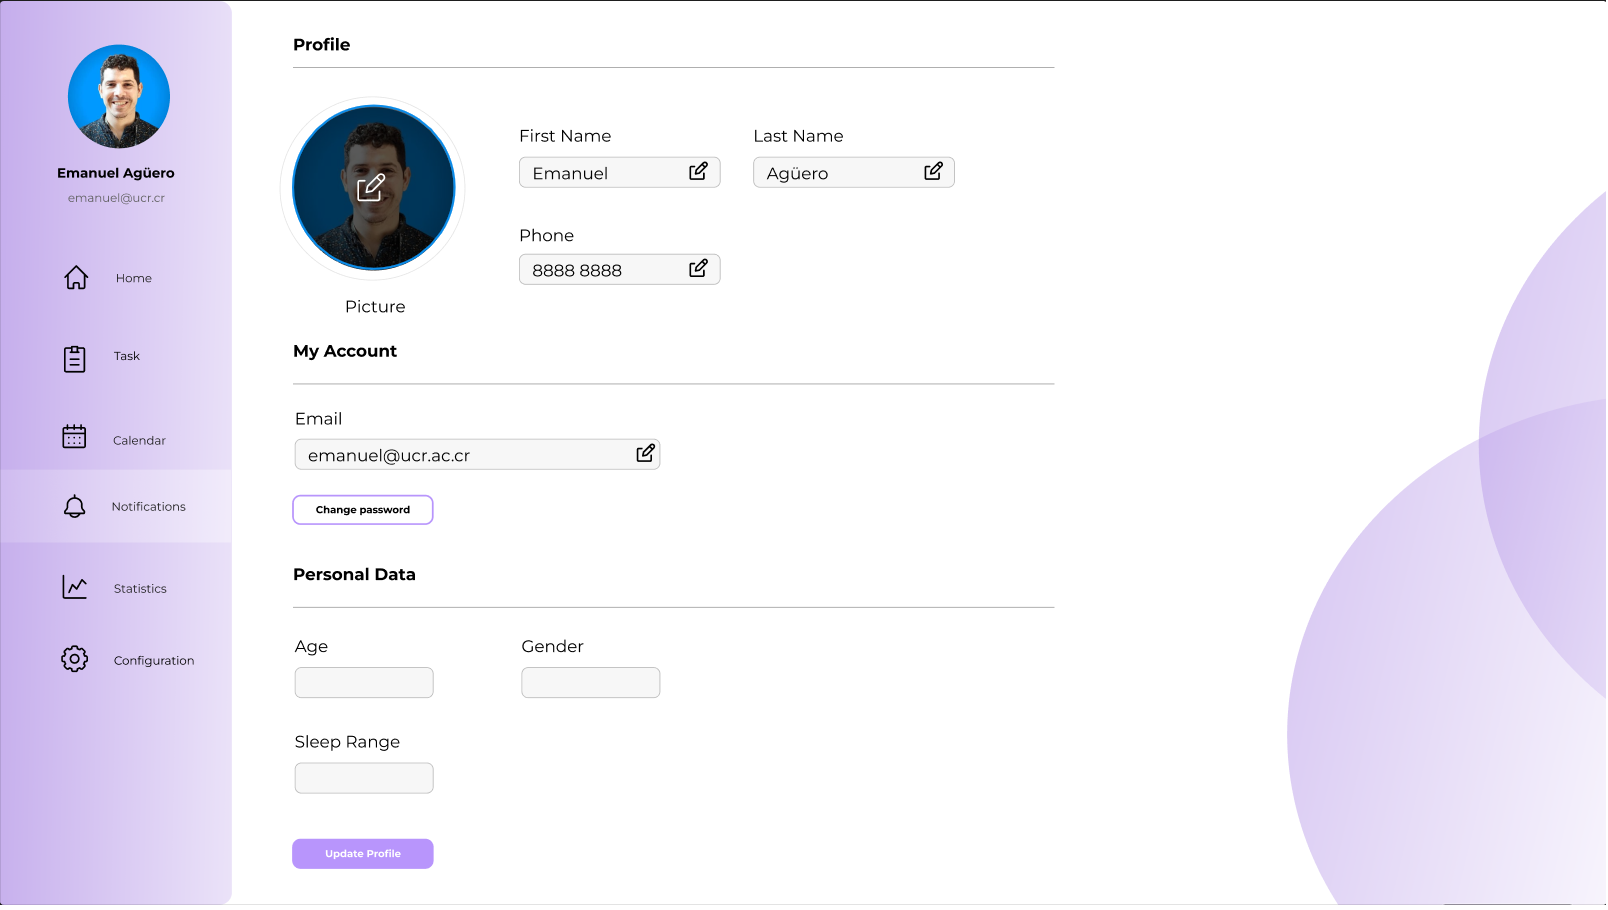 Emanuel Agüero
emanuel@ucr.cr
Home
Task
Calendar
Notifications
Statistics
Configuration
Profile
First Name
Last Name
Emanuel
Agüero
Phone
8888 8888
Picture
My Account
Email
emanuel@ucr.ac.cr
Change password
Personal Data
Age
Gender
Sleep Range
Update Profile